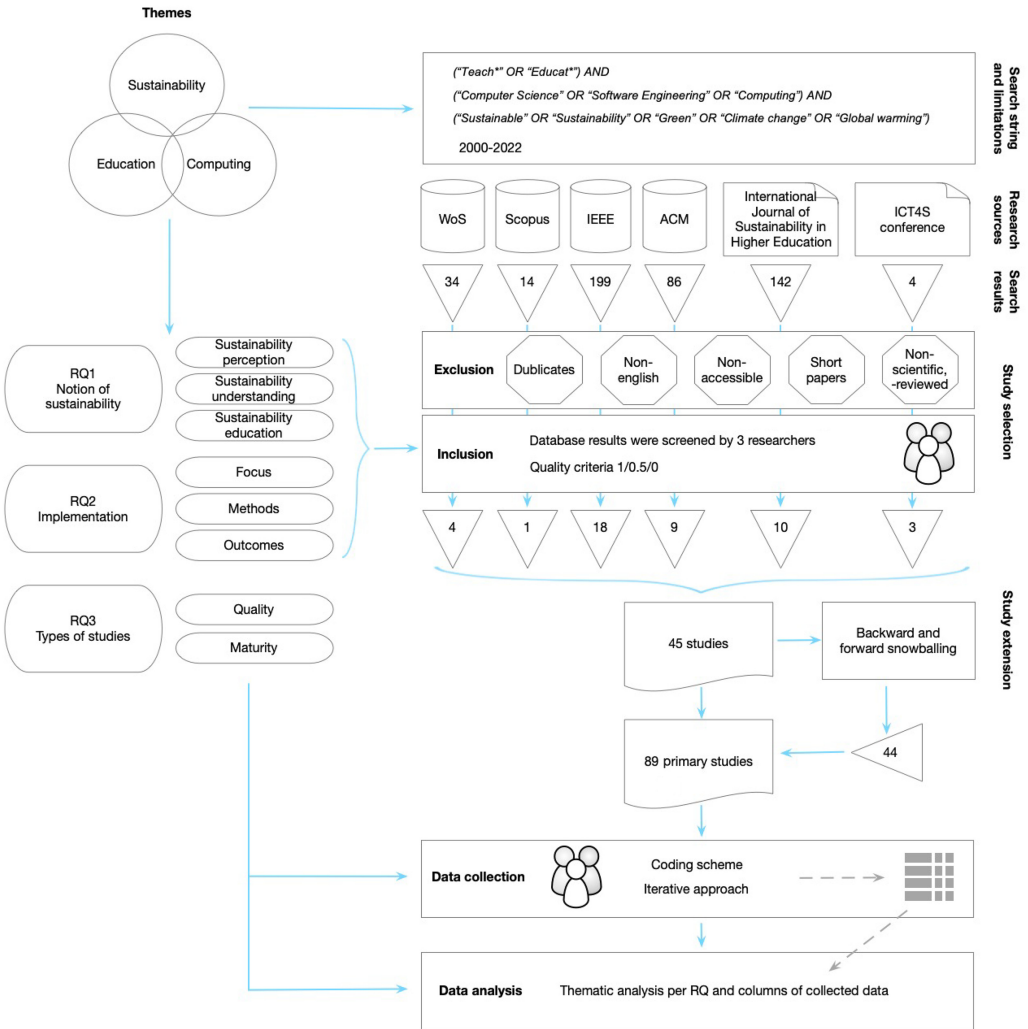 Themes
Sustainability
Education
Computing
("Teach*" OR "Educat*") AND
("Computer Science" OR "Software Engineering" OR "Computing") AND
("Sustainable" OR "Sustainability" OR "Green" OR "Climate change" OR "Global warming")
2000-2022
Search string
and limitations
WoS
Scopus
IEEE
ACM
International
Journal of
Sustainability in
Higher Education
ICT4S
conference
Research
sources
34
14
199
86
142
4
Search
results
RQ1
Notion of
sustainability
Sustainability
perception
Sustainability
understanding
Sustainability
education
RQ2
Implementation
Focus
Methods
Outcomes
RQ3
Types of studies
Quality
Maturity
Exclusion
Dublicates
Non-
english
Non-
accessible
Short
papers
Non-
scientific,
-reviewed
Inclusion
Database results were screened by 3 researchers
Quality criteria 1/0.5/0
Study selection
4
1
18
9
10
3
45 studies
Backward and
forward snowballing
44
89 primary studies
Study extension
Data collection
Coding scheme
Iterative approach
Data analysis
Thematic analysis per RQ and columns of collected data